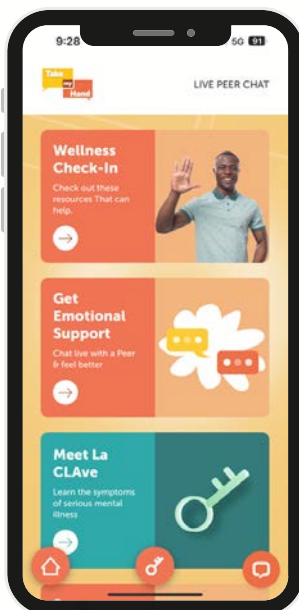 9:28
5G 91
Take
my
Hand
LIVE PEER CHAT
Wellness
Check-In
Check out these
resources That can
help.
Get
Emotional
Support
Chat live with a Peer
& feel better
Meet La
CLAve
Learn the symptoms
of serious mental
illness